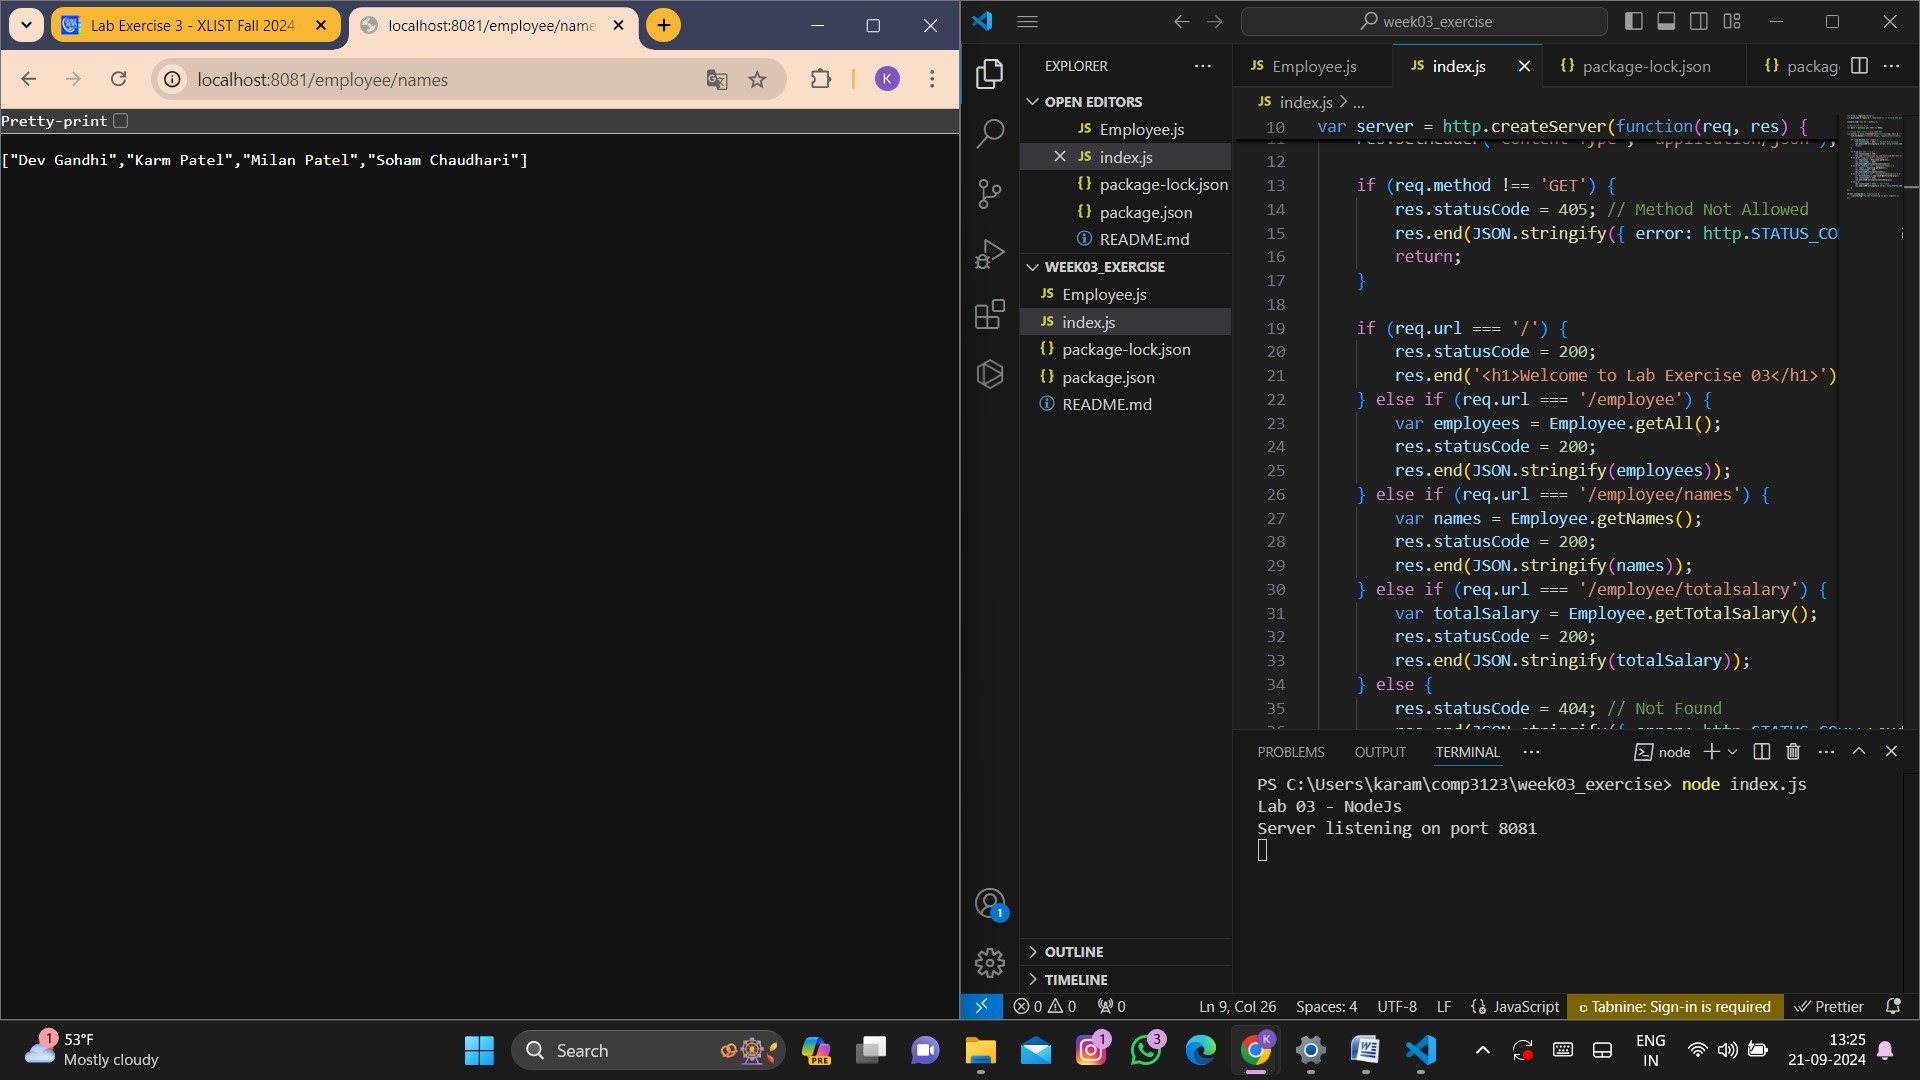 Lab Exercise 3 - XLIST Fall 2024
localhost:8081/employee/name
localhost:8081/employee/names
K
Pretty-print
["Dev Gandhi","Karm Patel","Milan Patel","Soham Chaudhari"]
week03_exercise
EXPLORER
OPEN EDITORS
JS Employee.js
JS index.js
{} package-lock.json
{} package.json
README.md
WEEK03_EXERCISE
JS Employee.js
JS index.js
{} package-lock.json
{} package.json
README.md
OUTLINE
TIMELINE
JS Employee.js
JS index.js
{} package-lock.json
{} packag
JS index.js > ...
10 var server = http.createServer(function(req, res) {
12
13 if (req.method !== 'GET') {
14 res.statusCode = 405; // Method Not Allowed
15 res.end(JSON.stringify({ error: http.STATUS_CO
16 return;
17 }
18
19 if (req.url === '/') {
20 res.statusCode = 200;
21 res.end('<h1>Welcome to Lab Exercise 03</h1>')
22 } else if (req.url === '/employee') {
23 var employees = Employee.getAll();
24 res.statusCode = 200;
25 res.end(JSON.stringify(employees));
26 } else if (req.url === '/employee/names') {
27 var names = Employee.getNames();
28 res.statusCode = 200;
29 res.end(JSON.stringify(names));
30 } else if (req.url === '/employee/totalsalary') {
31 var totalSalary = Employee.getTotalSalary();
32 res.statusCode = 200;
33 res.end(JSON.stringify(totalSalary));
34 } else {
35 res.statusCode = 404; // Not Found
PROBLEMS OUTPUT TERMINAL
node
PS C:\Users\karam\comp3123\week03_exercise> node index.js
Lab 03 - NodeJs
Server listening on port 8081
1
0 0 0
Ln 9, Col 26
Spaces: 4
UTF-8
LF
{} JavaScript
Tabnine: Sign-in is required
Prettier
1
53°F
Mostly cloudy
Search
1
3
K
ENG
IN
13:25
21-09-2024